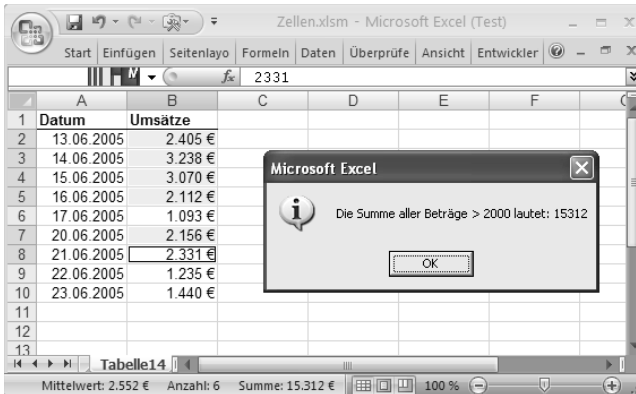 Zellen.xlsm - Microsoft Excel (Test)
Start Einfügen Seitenlayo Formeln Daten Überprüfe Ansicht Entwickler
fx 2331
A B C D E F
1 Datum Umsätze
2 13.06.2005 2.405 €
3 14.06.2005 3.238 €
4 15.06.2005 3.070 €
5 16.06.2005 2.112 €
6 17.06.2005 1.093 €
7 20.06.2005 2.156 €
8 21.06.2005 2.331 €
9 22.06.2005 1.235 €
10 23.06.2005 1.440 €
11
12
13
Microsoft Excel
Die Summe aller Beträge > 2000 lautet: 15312
OK
Tabelle14
Mittelwert: 2.552 € Anzahl: 6 Summe: 15.312 € 100 %